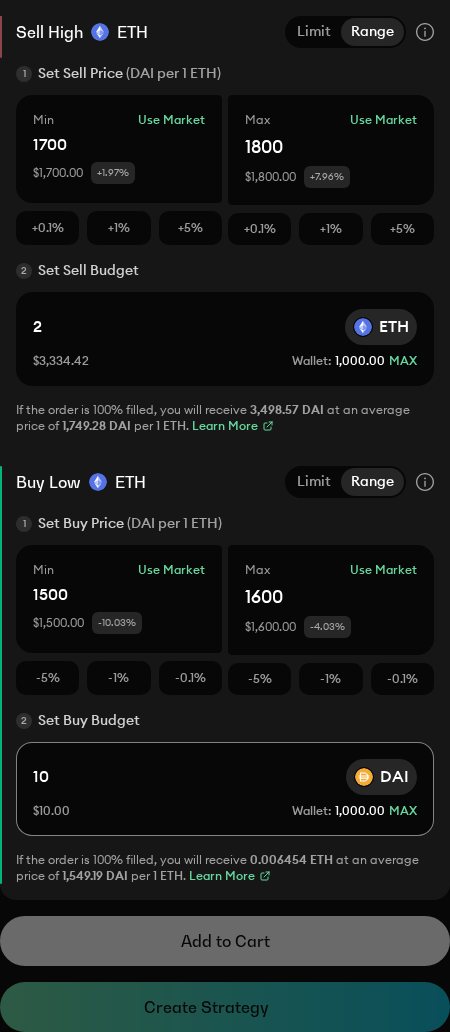 Sell High ETH Limit Range
1 Set Sell Price (DAI per 1 ETH)
Min Use Market Max Use Market
1700 1800
$1,700.00 +1.97% $1,800.00 +7.96%
+0.1% +1% +5% +0.1% +1% +5%
2 Set Sell Budget
2 ETH
$3,334.42 Wallet: 1,000.00 MAX
If the order is 100% filled, you will receive 3,498.57 DAI at an average
price of 1,749.28 DAI per 1 ETH. Learn More
Buy Low ETH Limit Range
1 Set Buy Price (DAI per 1 ETH)
Min Use Market Max Use Market
1500 1600
$1,500.00 -10.03% $1,600.00 -4.03%
-5% -1% -0.1% -5% -1% -0.1%
2 Set Buy Budget
10 DAI
$10.00 Wallet: 1,000.00 MAX
If the order is 100% filled, you will receive 0.006454 ETH at an average
price of 1,549.19 DAI per 1 ETH. Learn More
Add to Cart
Create Strategy